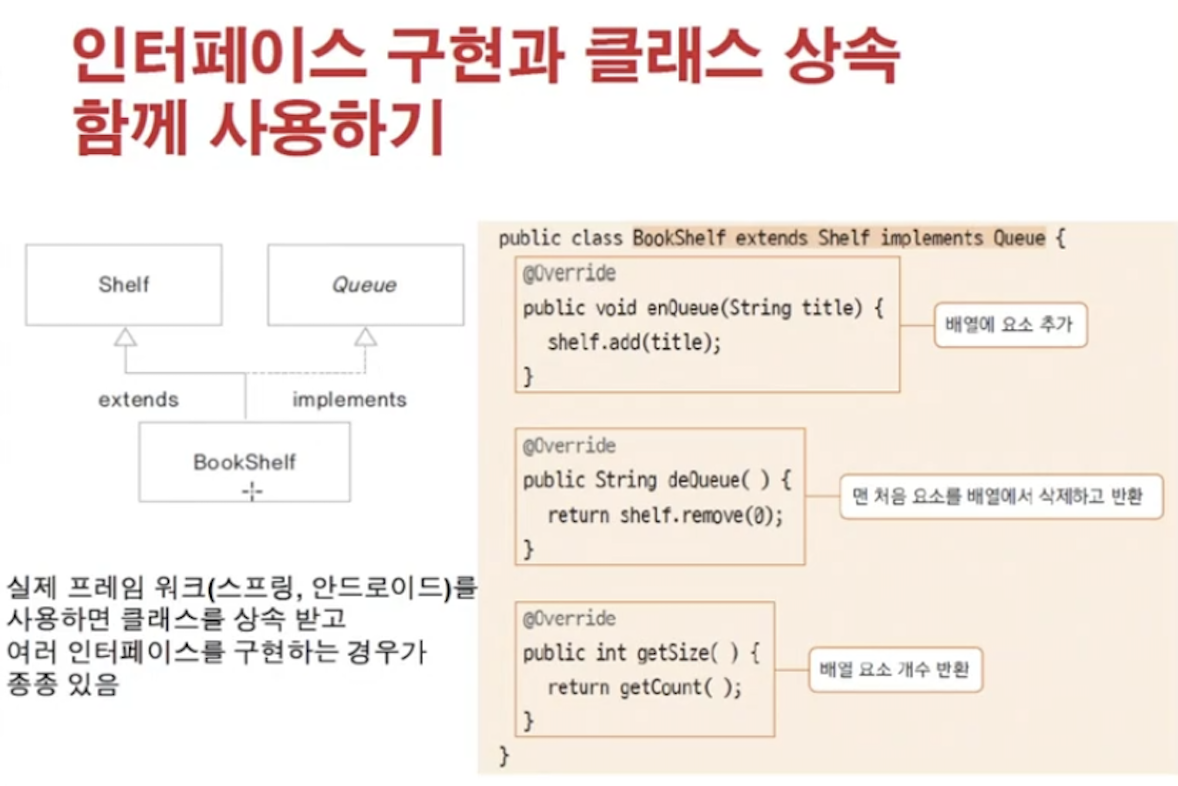 인터페이스 구현과 클래스 상속
함께 사용하기
Shelf
Queue
extends
implements
BookShelf
실제 프레임 워크(스프링, 안드로이드)를
사용하면 클래스를 상속 받고
여러 인터페이스를 구현하는 경우가
종종 있음
public class BookShelf extends Shelf implements Queue {
@Override
public void enQueue(String title) {
shelf.add(title);
}
배열에 요소 추가
@Override
public String deQueue( ) {
return shelf.remove(0);
}
맨 처음 요소를 배열에서 삭제하고 반환
@Override
public int getSize( ) {
return getCount( );
}
배열 요소 개수 반환
}